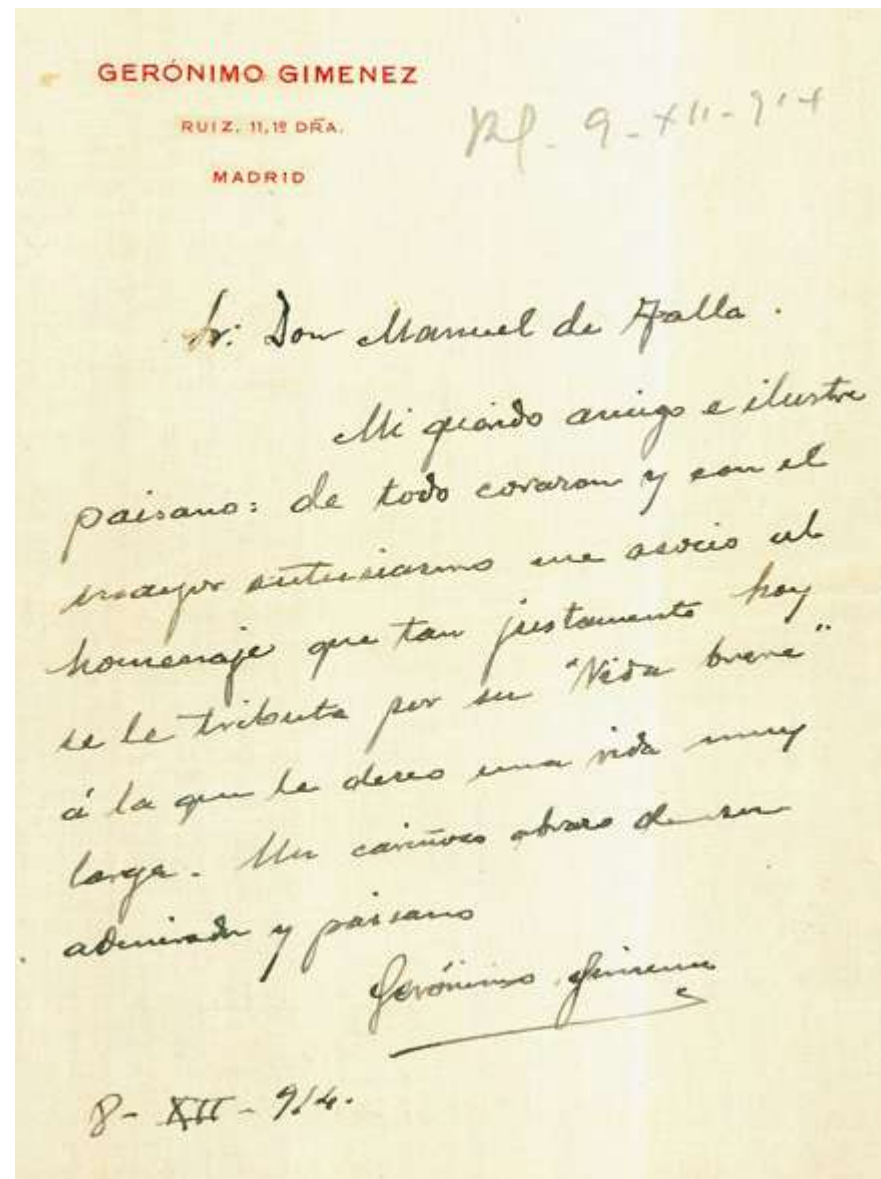 GERÓNIMO GIMENEZ
RUIZ. 11, 1º DRA.
MADRID
9-XII-914
Sr. Don Manuel de Falla.
Mi querido amigo e ilustre
paisano: de todo corazon y con el
mayor entusiasmo me asocio al
homenaje que tan justamente hoy
se le tributa por su "Vida breve"
á la que le deseo una vida muy
larga. Un cariñoso abrazo de su
admirador y paisano
Gerónimo Gimenez
8-XII-914.